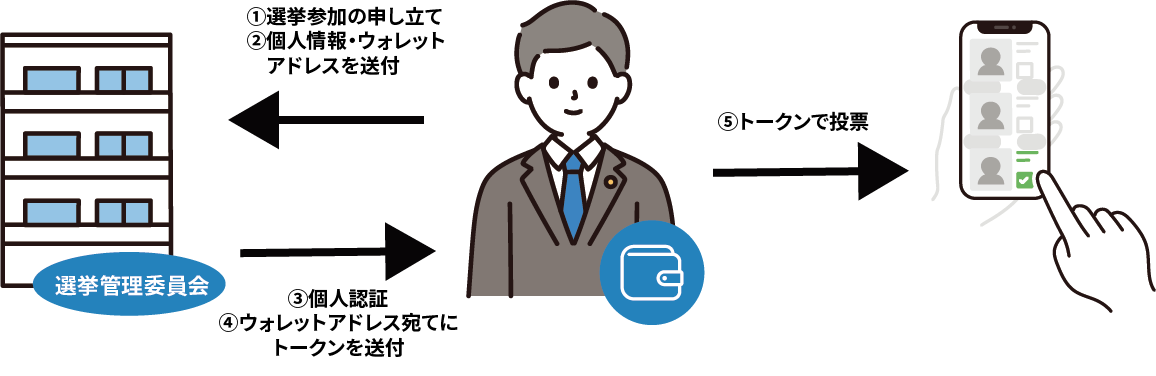 ①選挙参加の申し立て
②個人情報・ウォレット
アドレスを送付
⑤トークンで投票
選挙管理委員会
③個人認証
④ウォレットアドレス宛てに
トークンを送付